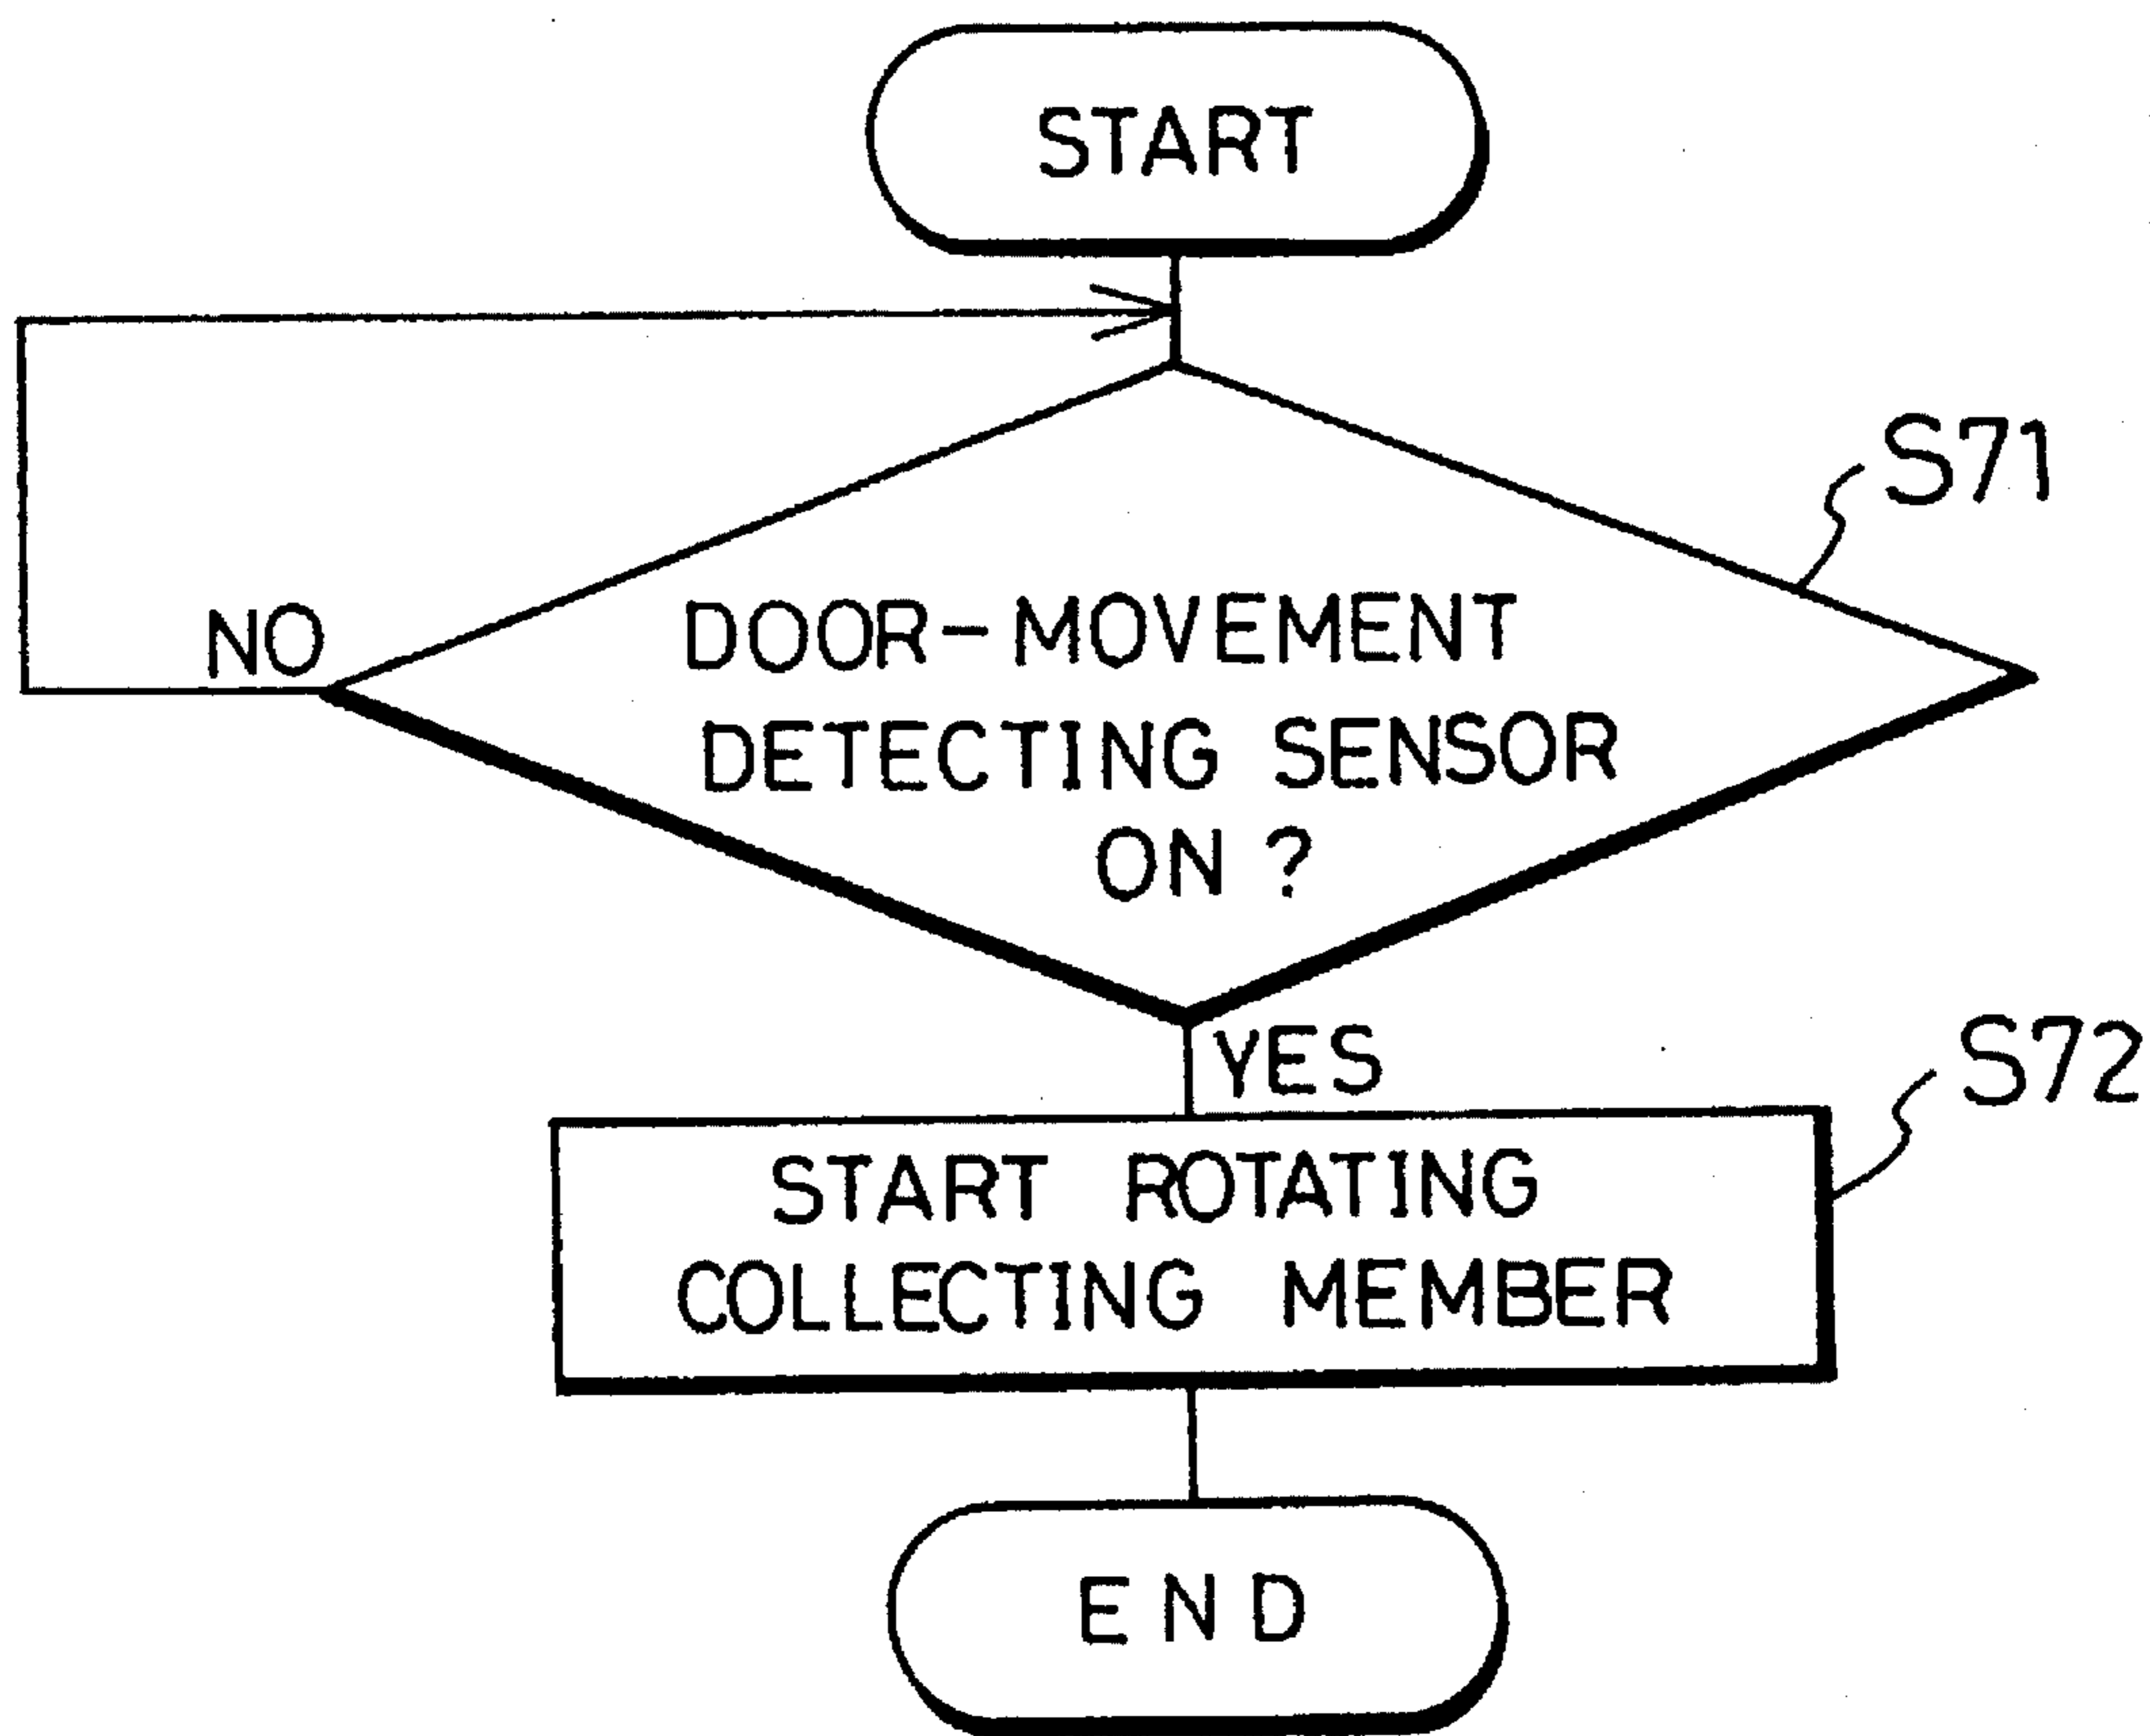 START
S71
NO
DOOR-MOVEMENT
DETECTING SENSOR
ON ?
YES
S72
START ROTATING
COLLECTING MEMBER
END